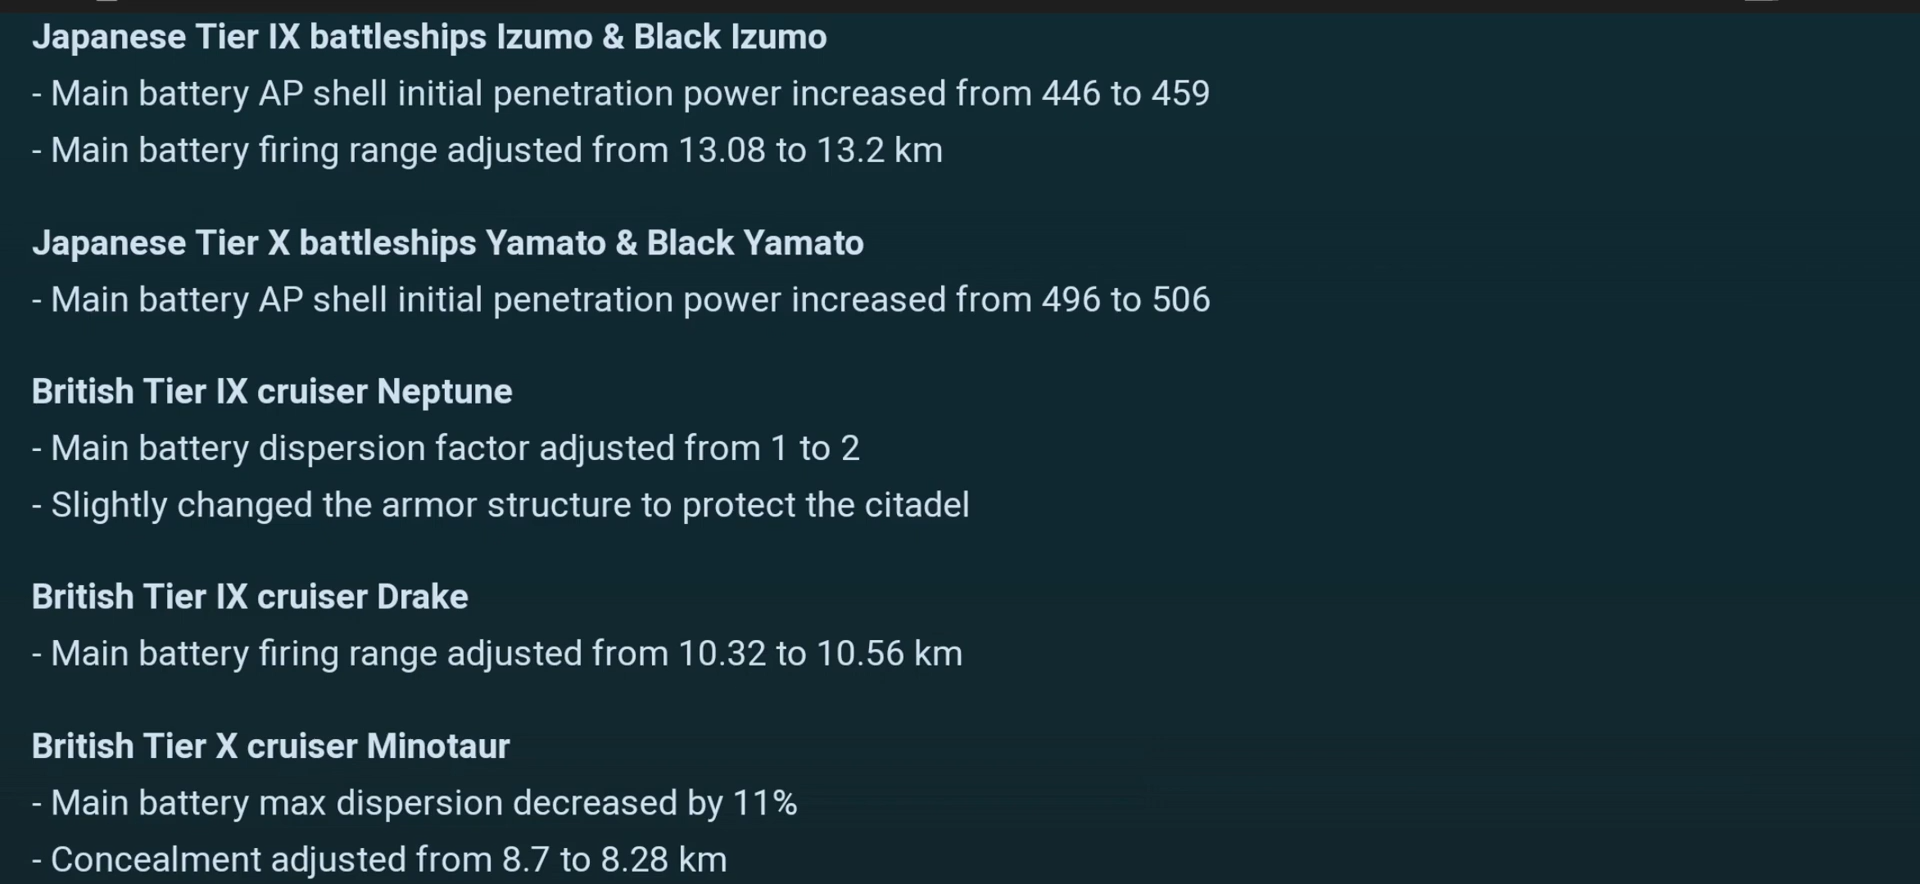 Japanese Tier IX battleships Izumo & Black Izumo
- Main battery AP shell initial penetration power increased from 446 to 459
- Main battery firing range adjusted from 13.08 to 13.2 km
Japanese Tier X battleships Yamato & Black Yamato
- Main battery AP shell initial penetration power increased from 496 to 506
British Tier IX cruiser Neptune
- Main battery dispersion factor adjusted from 1 to 2
- Slightly changed the armor structure to protect the citadel
British Tier IX cruiser Drake
- Main battery firing range adjusted from 10.32 to 10.56 km
British Tier X cruiser Minotaur
- Main battery max dispersion decreased by 11%
- Concealment adjusted from 8.7 to 8.28 km